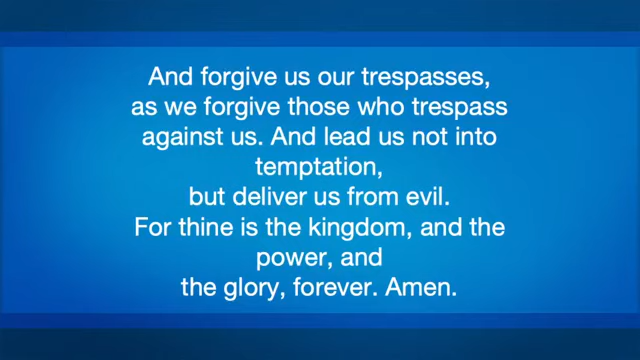 And forgive us our trespasses,
as we forgive those who trespass
against us. And lead us not into
temptation,
but deliver us from evil.
For thine is the kingdom, and the
power, and
the glory, forever. Amen.